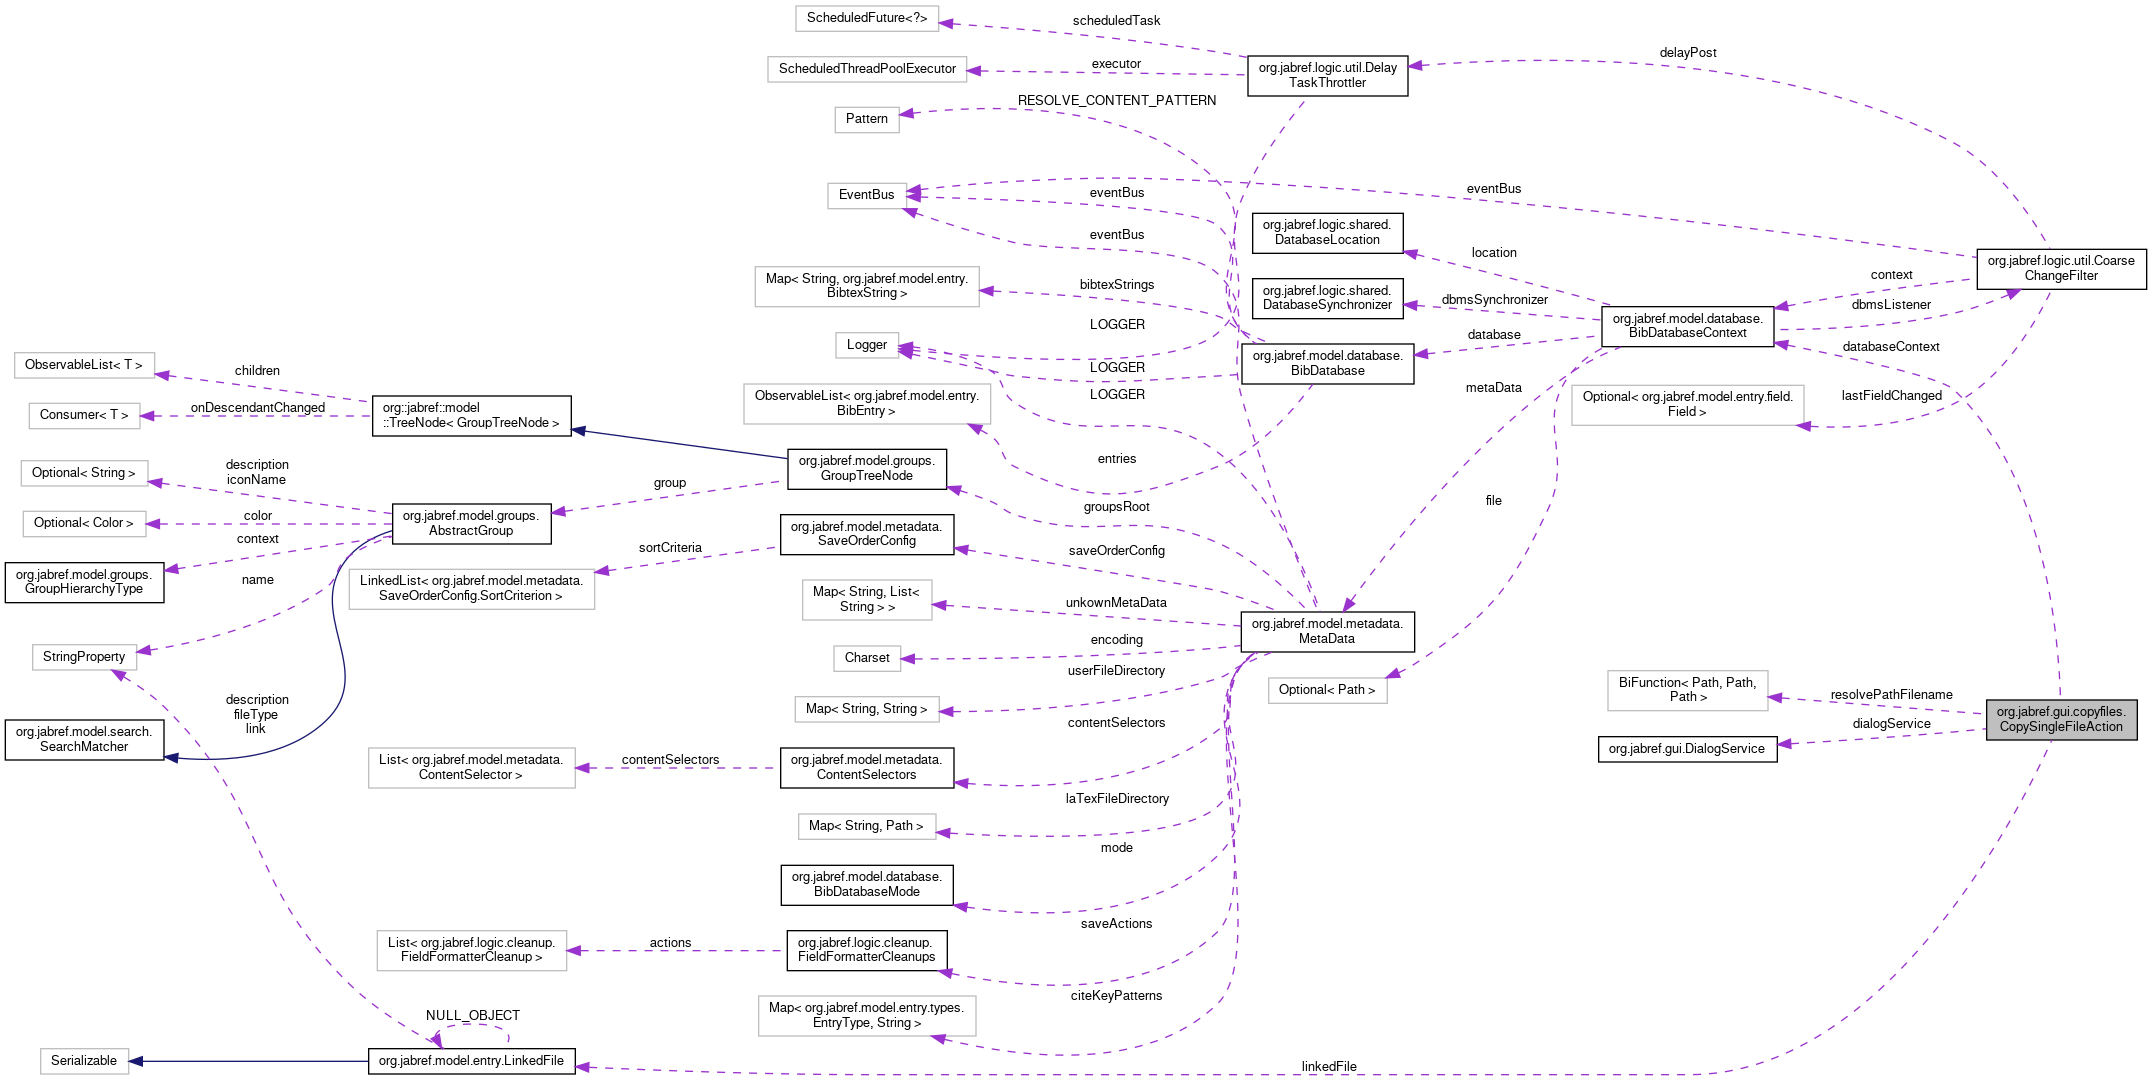 ScheduledFuture<?>
scheduledTask
delayPost
ScheduledThreadPoolExecutor
executor
org.jabref.logic.util.Delay
TaskThrottler
RESOLVE_CONTENT_PATTERN
Pattern
EventBus
eventBus
eventBus
eventBus
org.jabref.logic.shared.
DatabaseLocation
location
org.jabref.logic.util.Coarse
ChangeFilter
Map< String, org.jabref.model.entry.
BibtexString >
bibtexStrings
org.jabref.logic.shared.
DatabaseSynchronizer
dbmsSynchronizer
context
dbmsListener
org.jabref.model.database.
BibDatabaseContext
Logger
LOGGER
LOGGER
LOGGER
org.jabref.model.database.
BibDatabase
database
databaseContext
ObservableList< T >
children
Consumer< T >
onDescendantChanged
org::jabref::model
::TreeNode< GroupTreeNode >
ObservableList< org.jabref.model.entry.
BibEntry >
metaData
Optional< org.jabref.model.entry.field.
Field >
lastFieldChanged
Optional< String >
description
iconName
group
org.jabref.model.groups.
GroupTreeNode
entries
groupsRoot
file
Optional< Color >
color
org.jabref.model.groups.
AbstractGroup
context
org.jabref.model.groups.
GroupHierarchyType
name
sortCriteria
LinkedList< org.jabref.model.metadata.
SaveOrderConfig.SortCriterion >
org.jabref.model.metadata.
SaveOrderConfig
saveOrderConfig
Map< String, List<
String > >
unkownMetaData
org.jabref.model.metadata.
MetaData
StringProperty
Charset
encoding
userFileDirectory
Optional< Path >
BiFunction< Path, Path,
Path >
resolvePathFilename
Map< String, String >
org.jabref.gui.copyfiles.
CopySingleFileAction
description
fileType
link
org.jabref.model.search.
SearchMatcher
contentSelectors
dialogService
org.jabref.gui.DialogService
List< org.jabref.model.metadata.
ContentSelector >
contentSelectors
org.jabref.model.metadata.
ContentSelectors
laTexFileDirectory
Map< String, Path >
mode
org.jabref.model.database.
BibDatabaseMode
saveActions
List< org.jabref.logic.cleanup.
FieldFormatterCleanup >
actions
org.jabref.logic.cleanup.
FieldFormatterCleanups
citeKeyPatterns
Map< org.jabref.model.entry.types.
EntryType, String >
NULL_OBJECT
Serializable
org.jabref.model.entry.LinkedFile
linkedFile